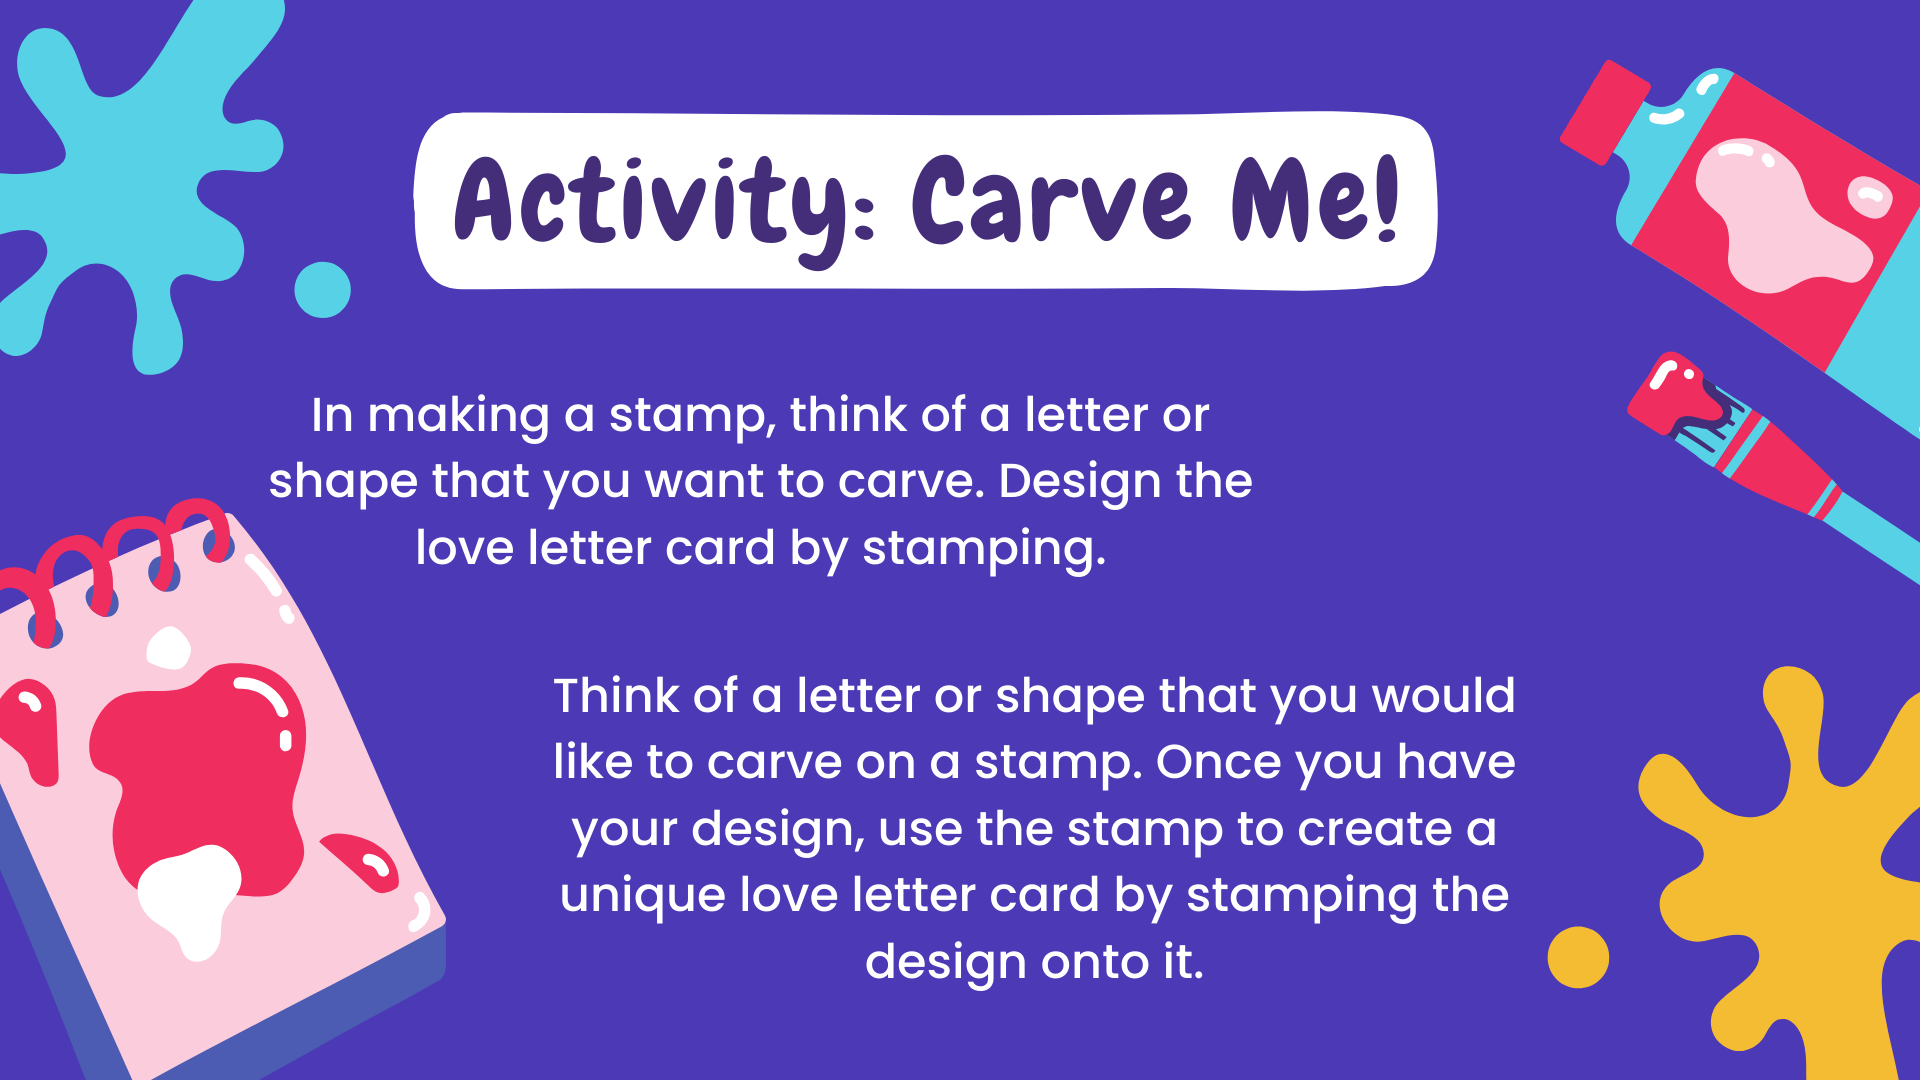 Activity: Carve Me!
In making a stamp, think of a letter or
shape that you want to carve. Design the
love letter card by stamping.
Think of a letter or shape that you would
like to carve on a stamp. Once you have
your design, use the stamp to create a
unique love letter card by stamping the
design onto it.